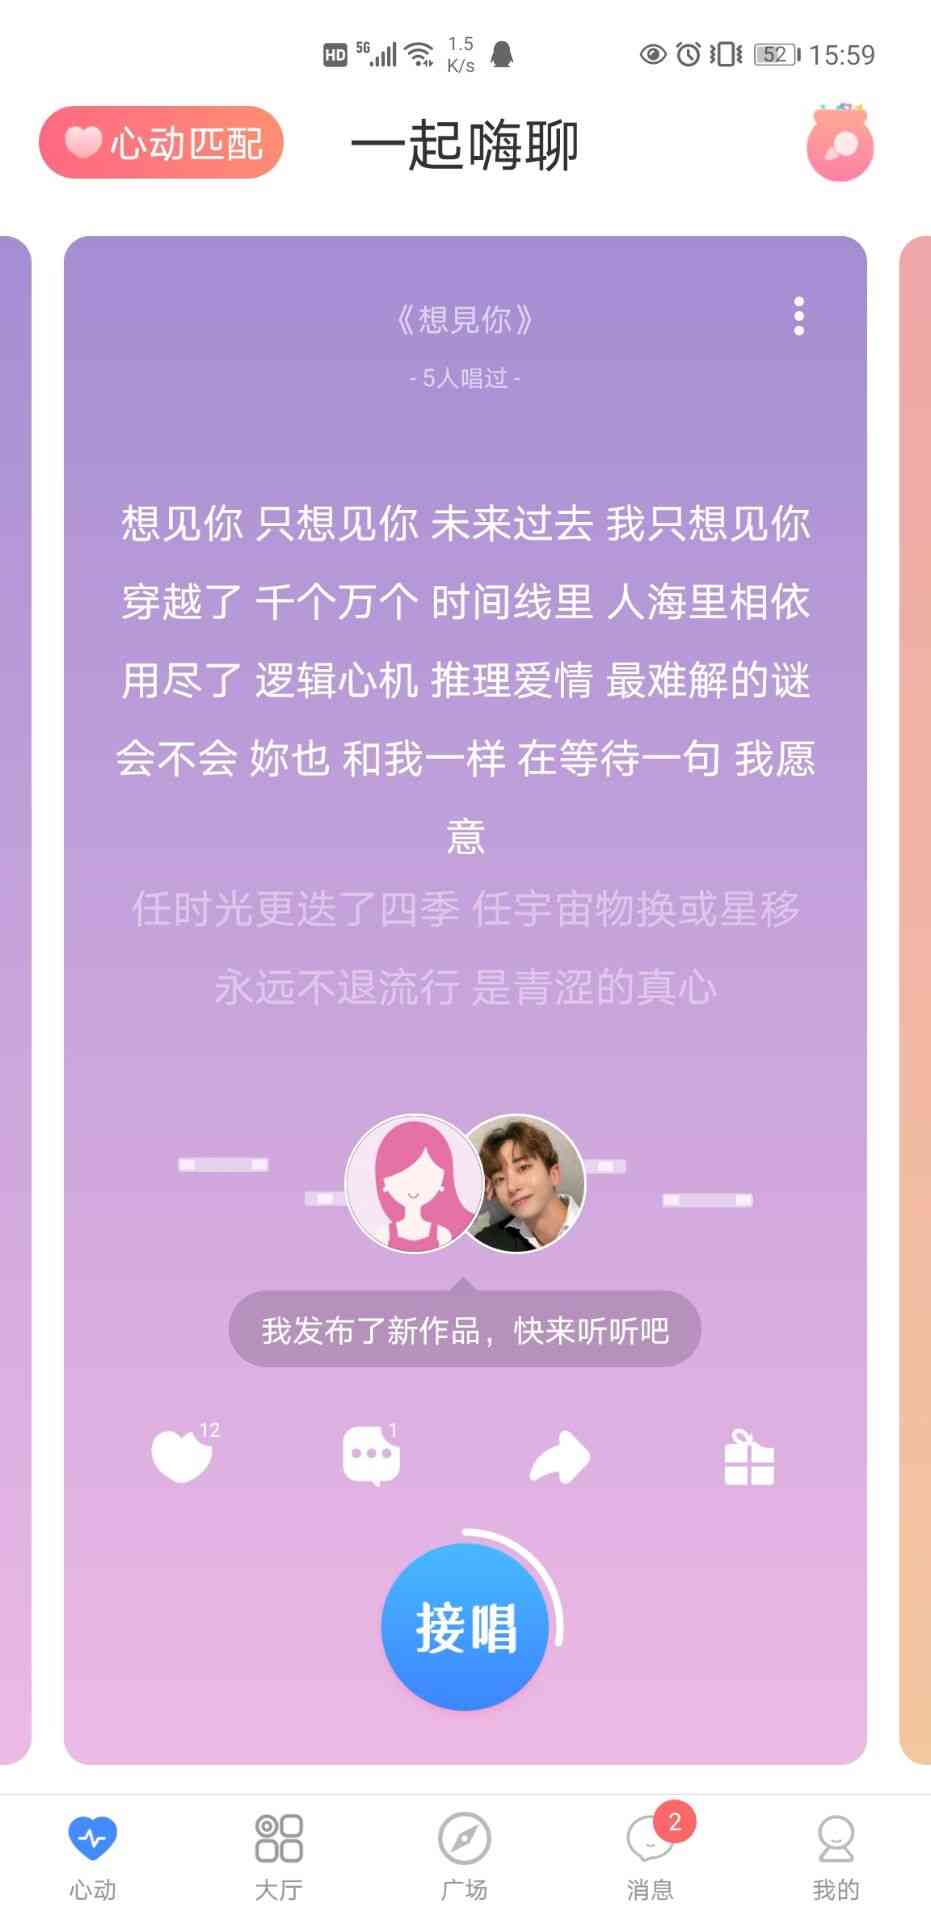 HD 5G 1.5 K/s 52 15:59
心动匹配 一起嗨聊
《想見你》
- 5人唱过 -
想见你 只想见你 未来过去 我只想见你
穿越了 千个万个 时间线里 人海里相依
用尽了 逻辑心机 推理爱情 最难解的谜
会不会 妳也 和我一样 在等待一句 我愿
意
任时光更迭了四季 任宇宙物换或星移
永远不退流行 是青涩的真心
我发布了新作品，快来听听吧
12 1
接唱
2
心动 大厅 广场 消息 我的